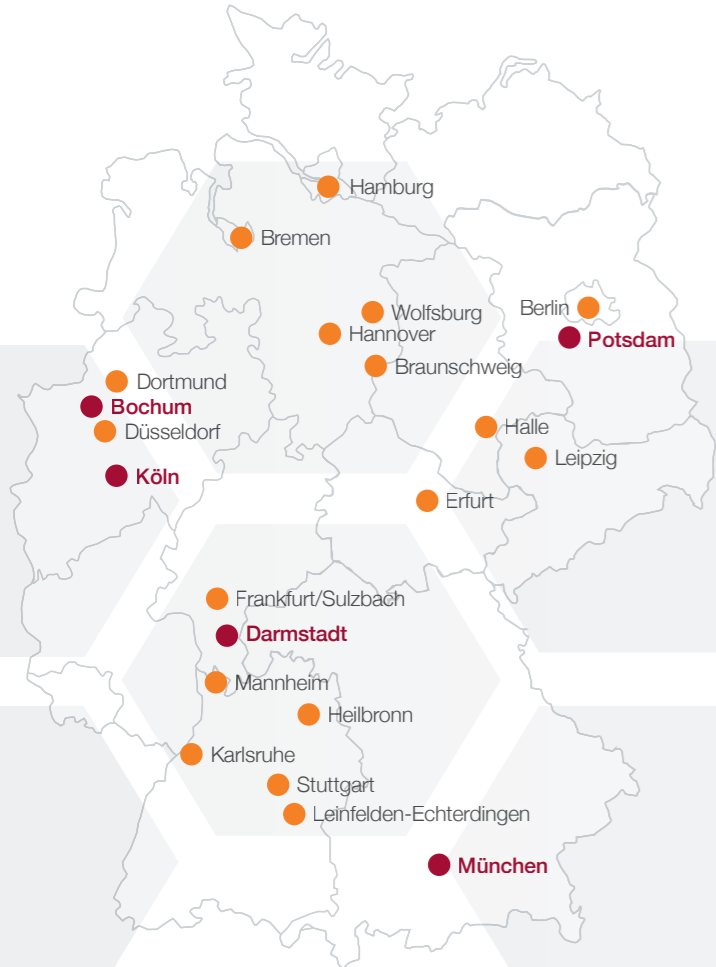 Hamburg
Bremen
Berlin
Wolfsburg
Hannover
Potsdam
Braunschweig
Dortmund
Bochum
Halle
Düsseldorf
Leipzig
Köln
Erfurt
Frankfurt/Sulzbach
Darmstadt
Mannheim
Heilbronn
Karlsruhe
Stuttgart
Leinfelden-Echterdingen
München